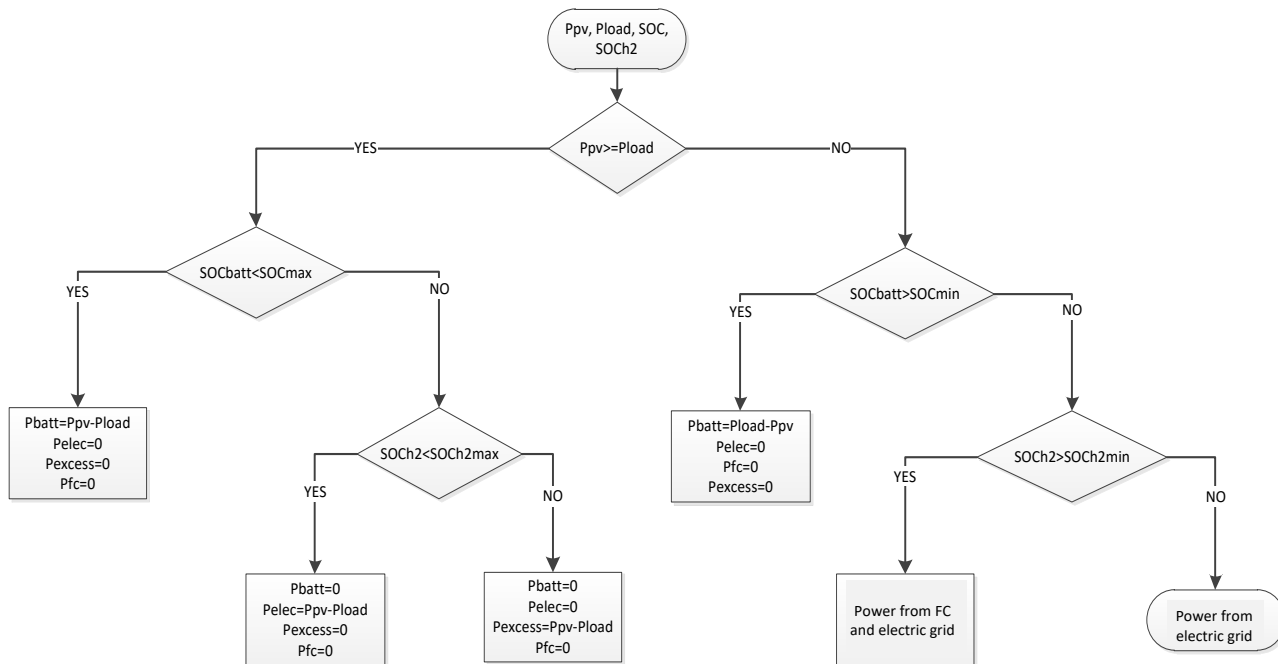 Ppv, Pload, SOC,
SOCh2
Ppv>=Pload
YES
NO
SOCbatt<SOCmax
YES
NO
SOCbatt>SOCmin
YES
NO
Pbatt=Ppv-Pload
Pelec=0
Pexcess=0
Pfc=0
SOCh2<SOCh2max
YES
NO
Pbatt=Pload-Ppv
Pelec=0
Pfc=0
Pexcess=0
SOCh2>SOCh2min
YES
NO
Pbatt=0
Pelec=Ppv-Pload
Pexcess=0
Pfc=0
Pbatt=0
Pelec=0
Pexcess=Ppv-Pload
Pfc=0
Power from FC
and electric grid
Power from
electric grid